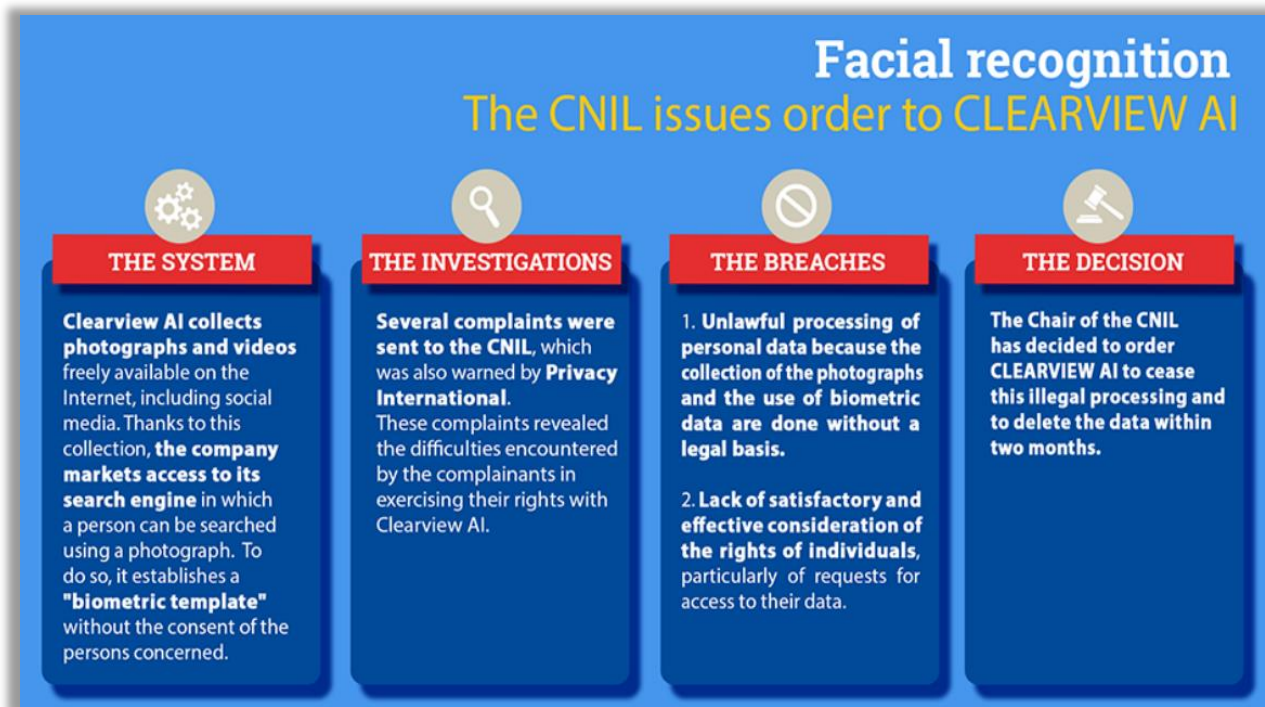 Facial recognition
The CNIL issues order to CLEARVIEW AI
THE SYSTEM
Clearview AI collects
photographs and videos
freely available on the
Internet, including social
media. Thanks to this
collection, the company
markets access to its
search engine in which
a person can be searched
using a photograph. To
do so, it establishes a
"biometric template"
without the consent of the
persons concerned.
THE INVESTIGATIONS
Several complaints were
sent to the CNIL, which
was also warned by Privacy
International.
These complaints revealed
the difficulties encountered
by the complainants in
exercising their rights with
Clearview AI.
THE BREACHES
1. Unlawful processing of
personal data because the
collection of the photographs
and the use of biometric
data are done without a
legal basis.
2. Lack of satisfactory and
effective consideration of
the rights of individuals,
particularly of requests for
access to their data.
THE DECISION
The Chair of the CNIL
has decided to order
CLEARVIEW AI to cease
this illegal processing and
to delete the data within
two months.